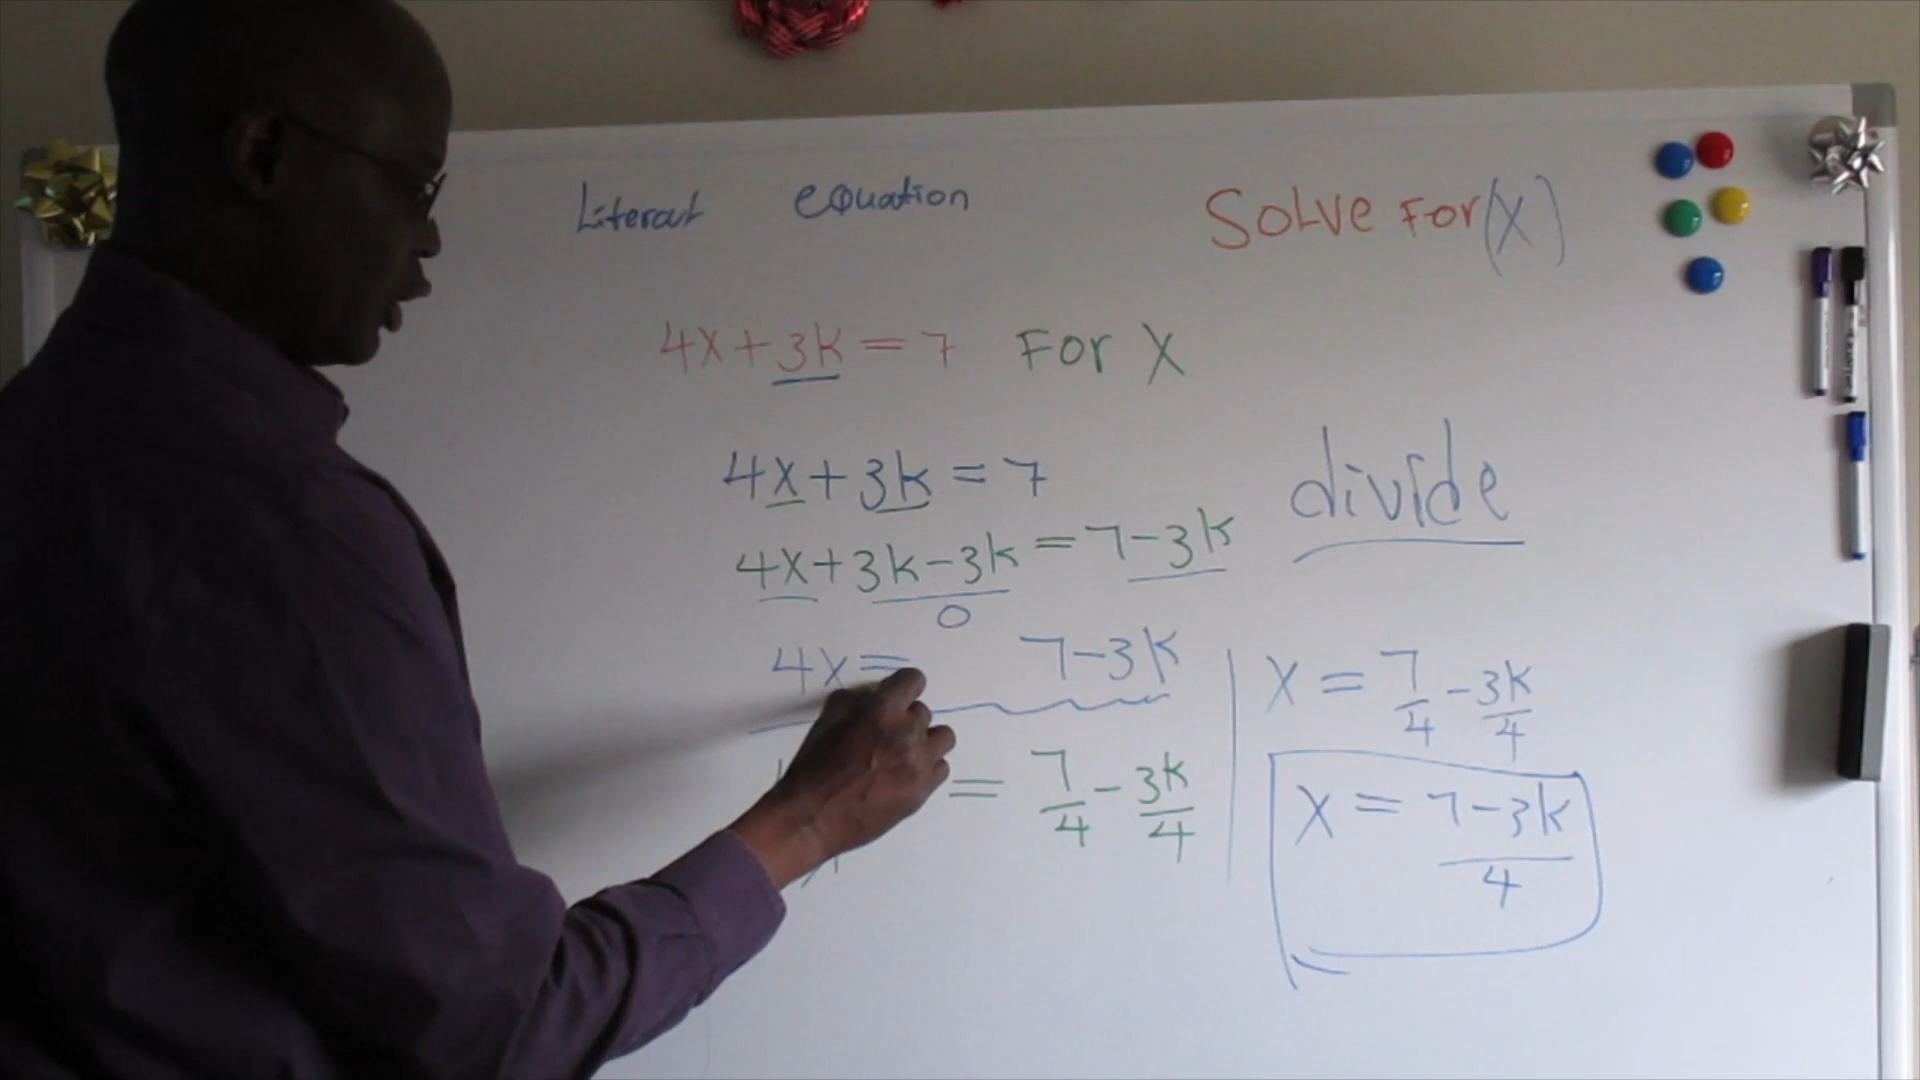 Literal equation
Solve For (X)
4X+3k=7 For X
4x+3k=7
divide
4x+3k-3k=7-3k
0
4x= 7-3k
= 7/4-3k/4
X=7/4-3k/4
X=7-3k/4